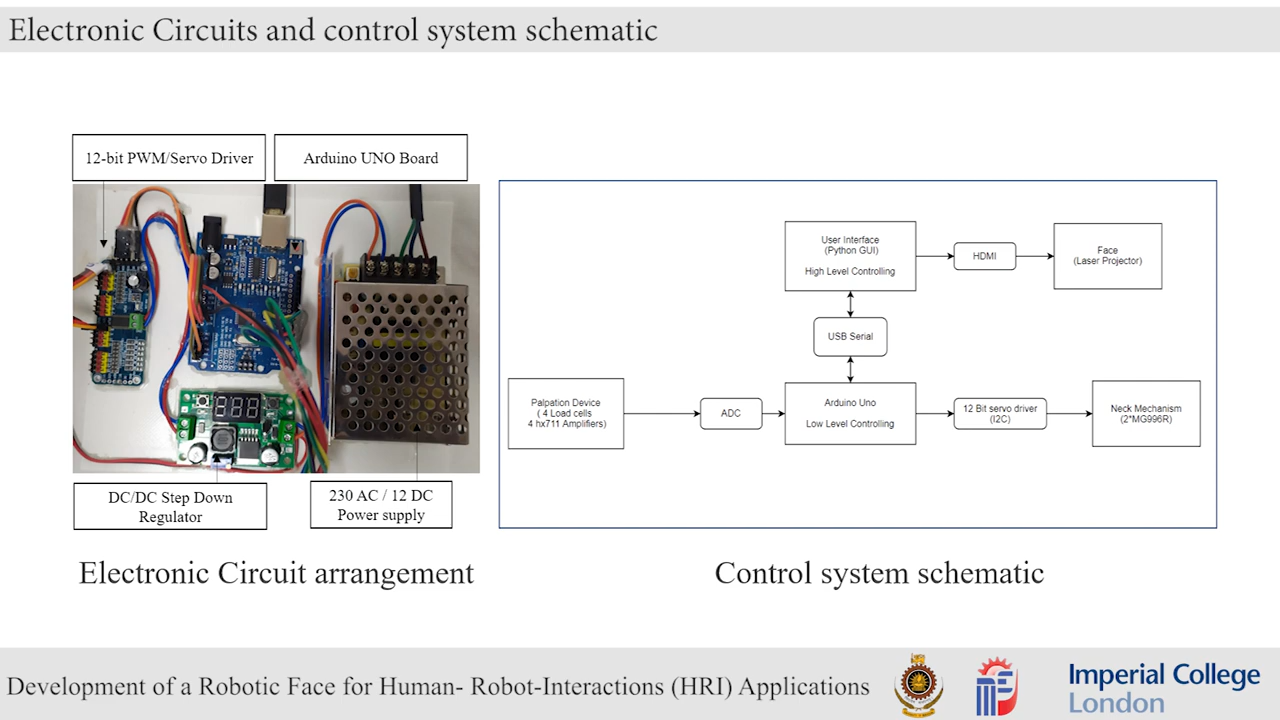 Electronic Circuits and control system schematic
12-bit PWM/Servo Driver
Arduino UNO Board
DC/DC Step Down
Regulator
230 AC / 12 DC
Power supply
Electronic Circuit arrangement
User Interface
(Python GUI)
High Level Controlling
HDMI
Face
(Laser Projector)
USB Serial
Palpation Device
( 4 Load cells
4 hx711 Amplifiers)
ADC
Arduino Uno
Low Level Controlling
12 Bit servo driver
(I2C)
Neck Mechanism
(2*MG996R)
Control system schematic
Development of a Robotic Face for Human- Robot-Interactions (HRI) Applications
Imperial College
London